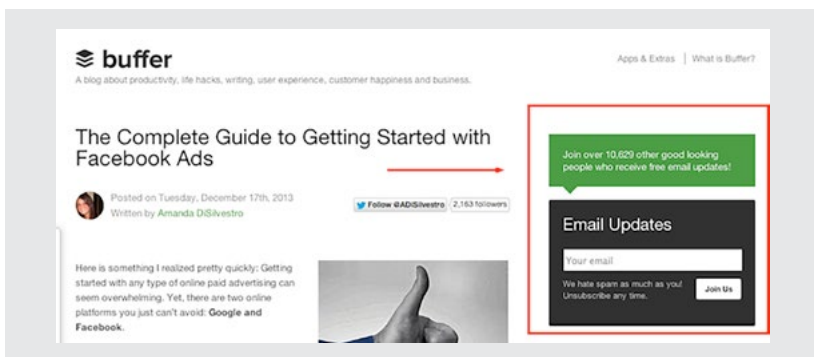 buffer
Apps & Extras | What is Buffer?
A blog about productivity, life hacks, writing, user experience, customer happiness and business.
The Complete Guide to Getting Started with
Facebook Ads
Posted on Tuesday, December 17th, 2013
Written by Amanda DiSilvestro
Follow @ADiSilvestro
2,163 followers
Here is something I realized pretty quickly: Getting
started with any type of online paid advertising can
seem overwhelming. Yet, there are two online
platforms you just can't avoid: Google and
Facebook.
Join over 10,629 other good looking
people who receive free email updates!
Email Updates
Your email
We hate spam as much as you!
Unsubscribe any time.
Join Us